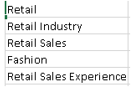 Retail
Retail Industry
Retail Sales
Fashion
Retail Sales Experience